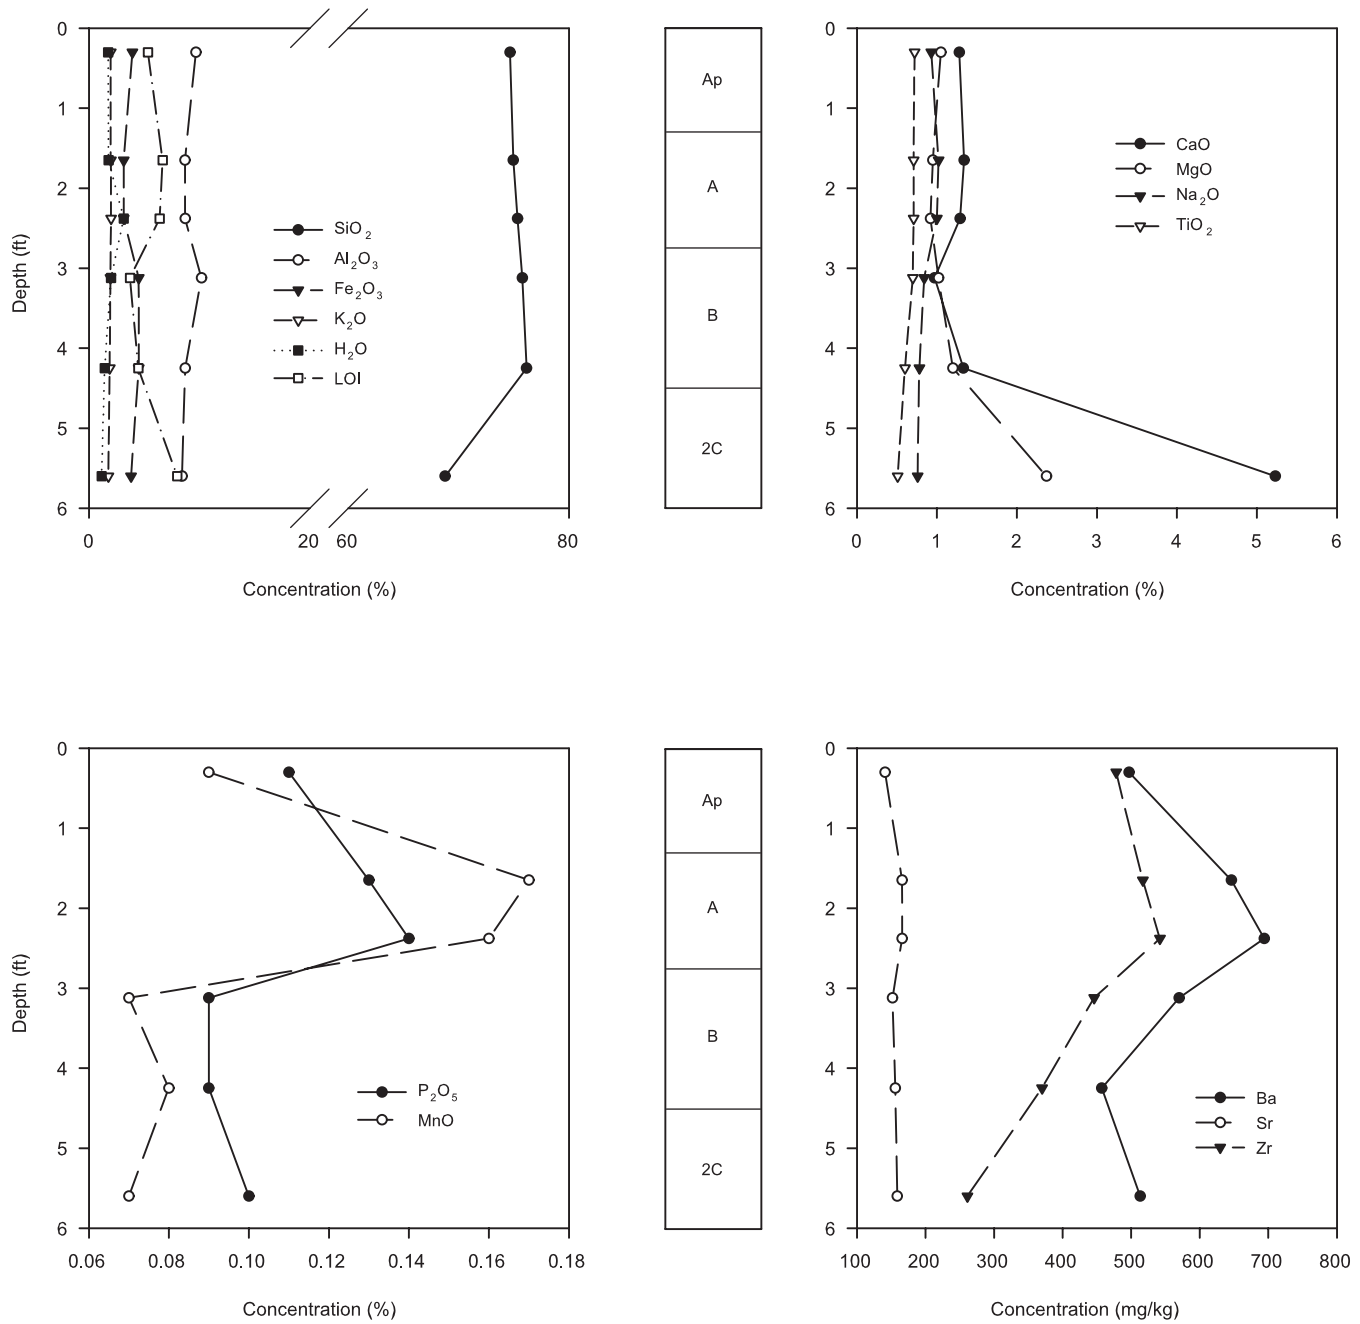 0
1
2
3
4
5
6
Depth (ft)
SiO2
Al2O3
Fe2O3
K2O
H2O
LOI
0 20 60 80
Concentration (%)
Ap
A
B
2C
0
1
2
3
4
5
6
CaO
MgO
Na2O
TiO2
0 1 2 3 4 5 6
Concentration (%)
0
1
2
3
4
5
6
Depth (ft)
P2O5
MnO
0.06 0.08 0.10 0.12 0.14 0.16 0.18
Concentration (%)
Ap
A
B
2C
0
1
2
3
4
5
6
Ba
Sr
Zr
100 200 300 400 500 600 700 800
Concentration (mg/kg)